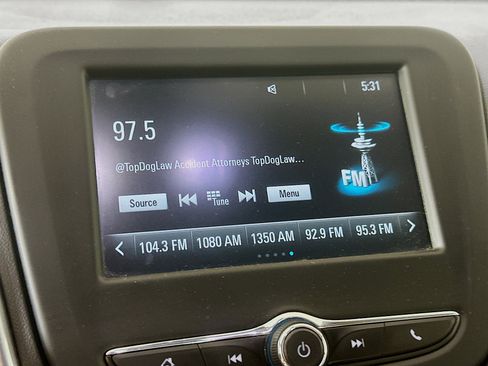 5:31
97.5
@TopDogLaw Accident Attorneys TopDogLaw...
FM
Source
Tune
Menu
104.3 FM 1080 AM 1350 AM 92.9 FM 95.3 FM